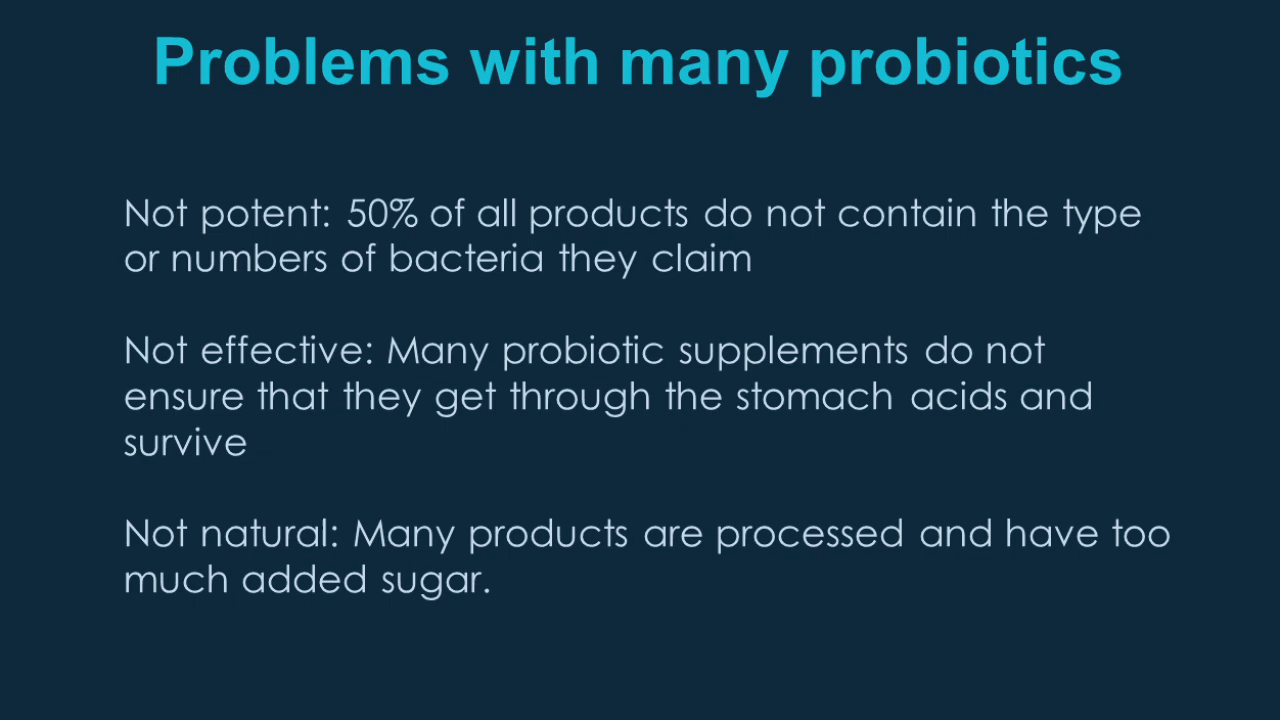 Problems with many probiotics
Not potent: 50% of all products do not contain the type
or numbers of bacteria they claim
Not effective: Many probiotic supplements do not
ensure that they get through the stomach acids and
survive
Not natural: Many products are processed and have too
much added sugar.